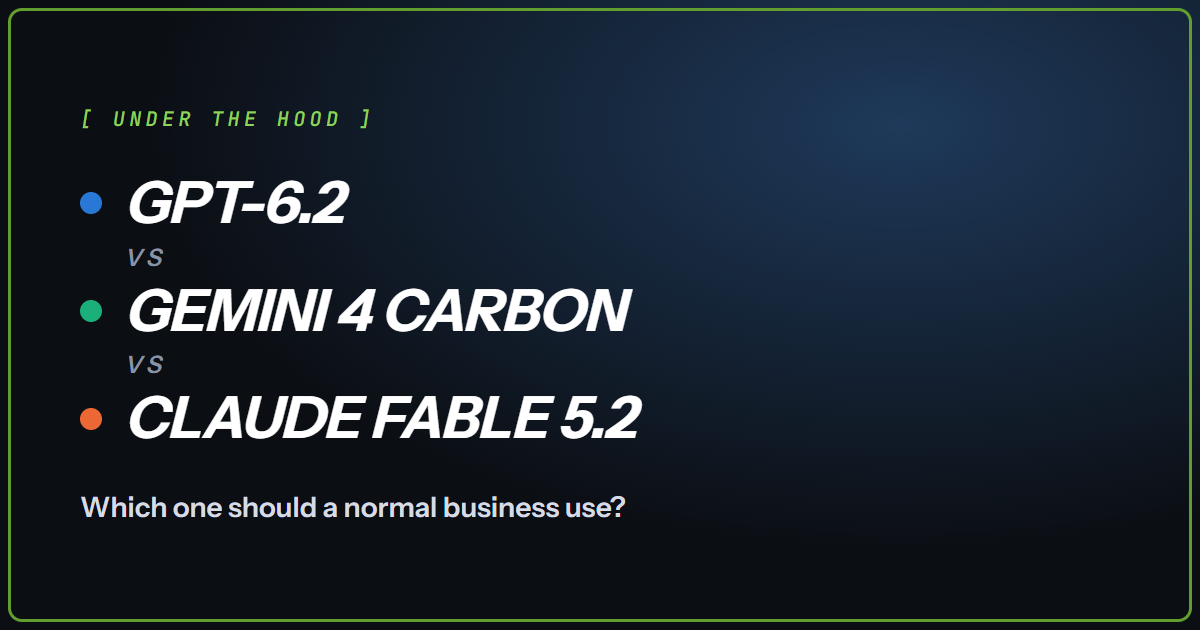 [ UNDER THE HOOD ]
GPT-6.2
VS
GEMINI 4 CARBON
VS
CLAUDE FABLE 5.2
Which one should a normal business use?